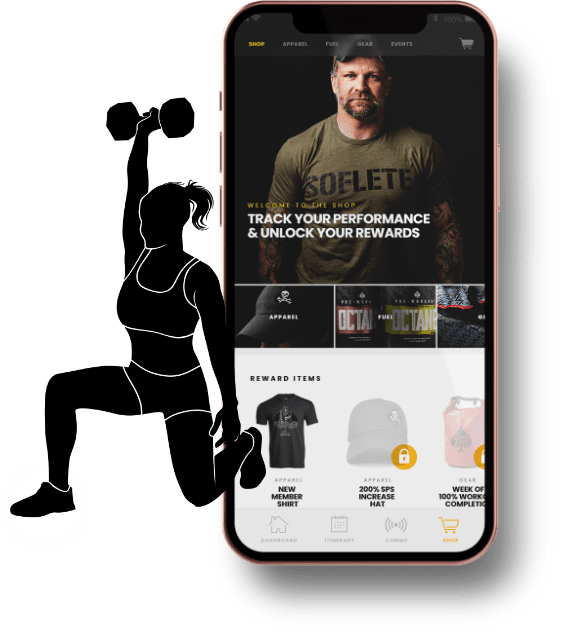 100%
SHOP APPAREL FUEL GEAR EVENTS
SOFLETE
WELCOME TO THE SHOP
TRACK YOUR PERFORMANCE
& UNLOCK YOUR REWARDS
APPAREL
OCTANE
FUEL
OCTANE
REWARD ITEMS
APPAREL
NEW
MEMBER
SHIRT
APPAREL
200% SPS
INCREASE
HAT
GEAR
WEEK OF
100%
DASHBOARD ITINERARY COMMS SHOP